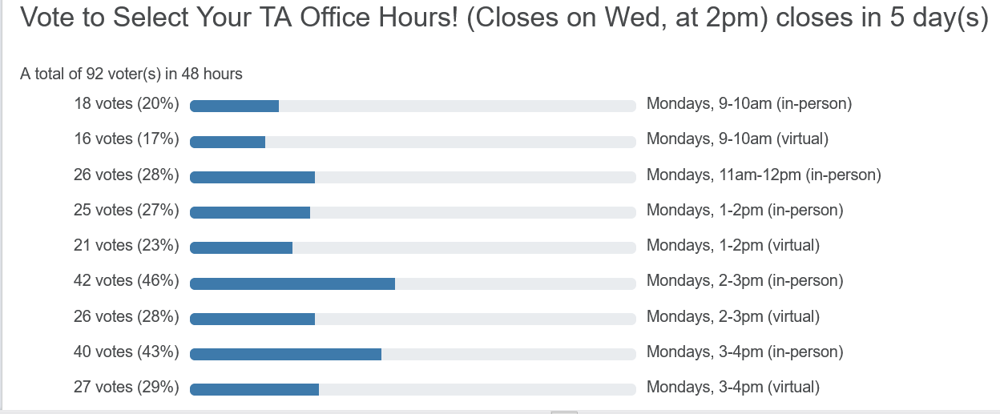 Vote to Select Your TA Office Hours! (Closes on Wed, at 2pm) closes in 5 day(s)
A total of 92 voter(s) in 48 hours
18 votes (20%) Mondays, 9-10am (in-person)
16 votes (17%) Mondays, 9-10am (virtual)
26 votes (28%) Mondays, 11am-12pm (in-person)
25 votes (27%) Mondays, 1-2pm (in-person)
21 votes (23%) Mondays, 1-2pm (virtual)
42 votes (46%) Mondays, 2-3pm (in-person)
26 votes (28%) Mondays, 2-3pm (virtual)
40 votes (43%) Mondays, 3-4pm (in-person)
27 votes (29%) Mondays, 3-4pm (virtual)